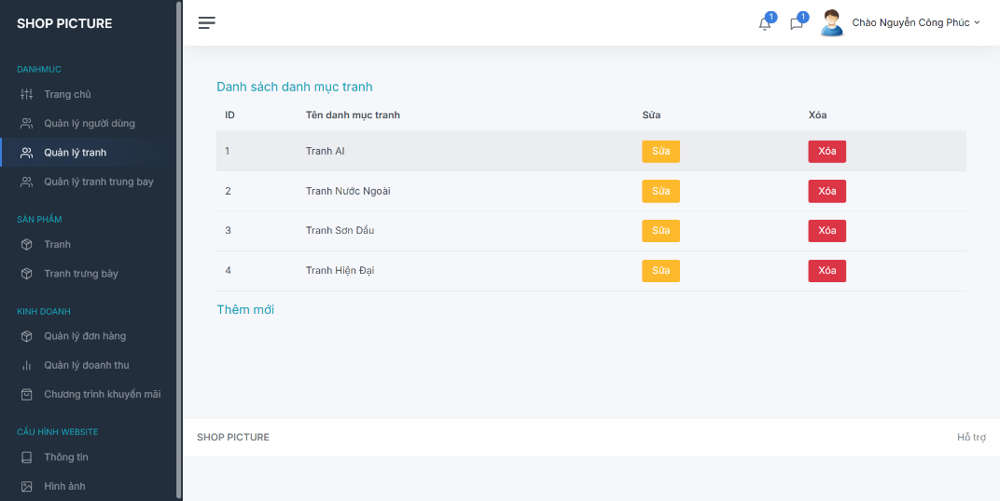 SHOP PICTURE
DANHMUC
Trang chủ
Quản lý người dùng
Quản lý tranh
Quản lý tranh trung bay
SẢN PHẨM
Tranh
Tranh trưng bày
KINH DOANH
Quản lý đơn hàng
Quản lý doanh thu
Chương trình khuyến mãi
CẤU HÌNH WEBSITE
Thông tin
Hình ảnh
1
1
Chào Nguyễn Công Phúc
Danh sách danh mục tranh
ID Tên danh mục tranh Sửa Xóa
1 Tranh AI Sửa Xóa
2 Tranh Nước Ngoài Sửa Xóa
3 Tranh Sơn Dầu Sửa Xóa
4 Tranh Hiện Đại Sửa Xóa
Thêm mới
SHOP PICTURE
Hỗ trợ